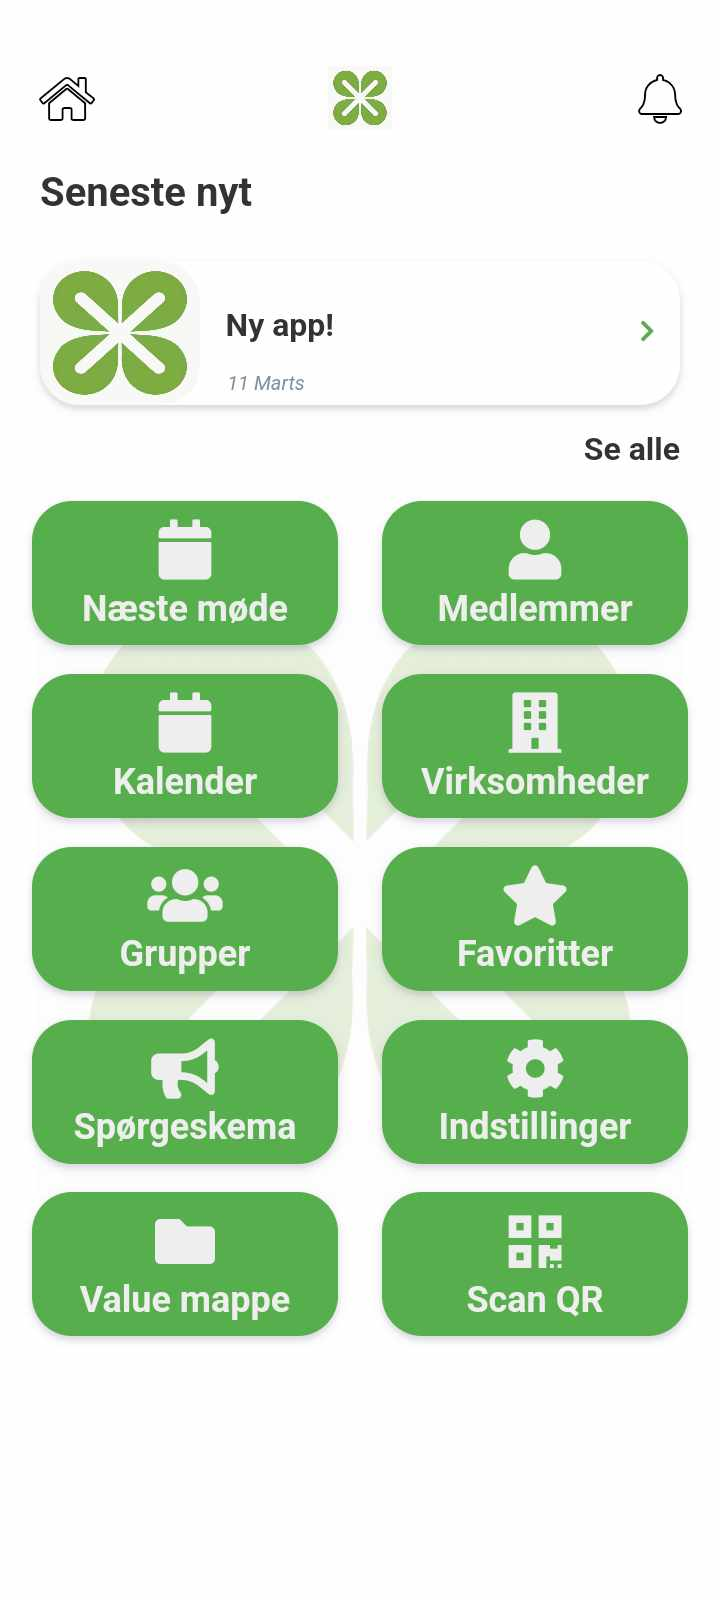 Seneste nyt
Ny app!
11 Marts
Se alle
Næste møde
Medlemmer
Kalender
Virksomheder
Grupper
Favoritter
Spørgeskema
Indstillinger
Value mappe
Scan QR